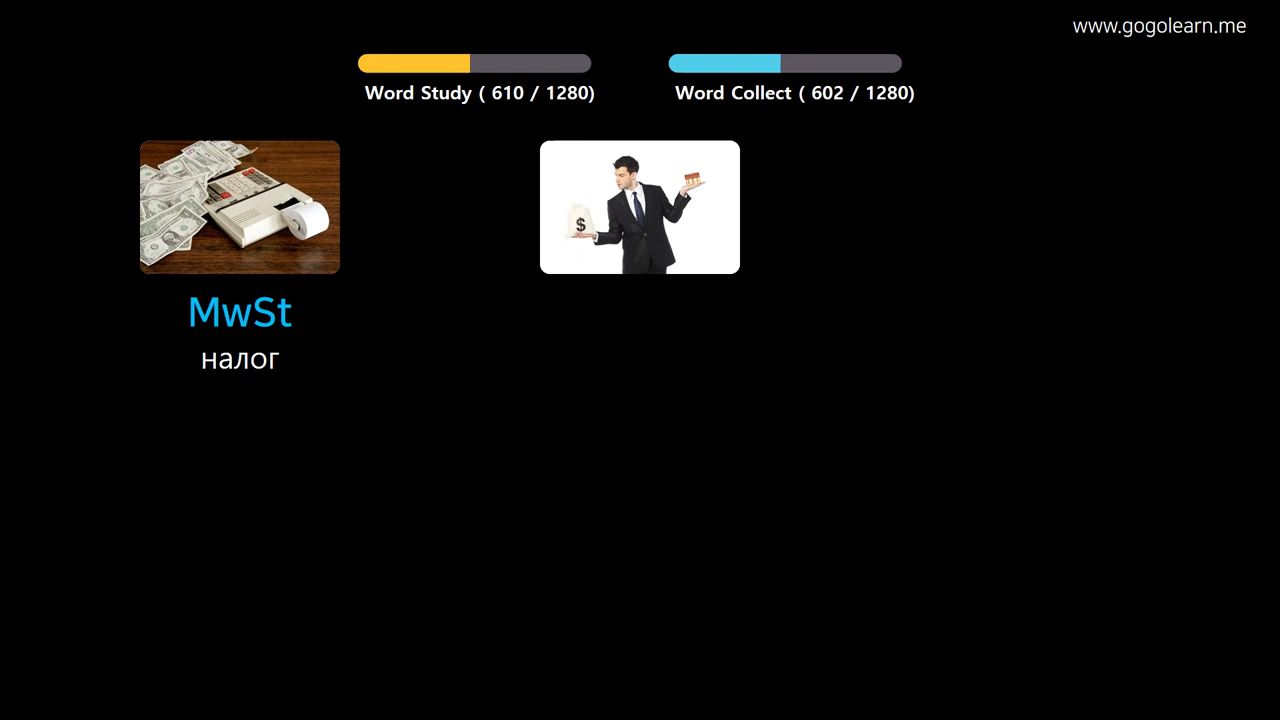 www.gogolearn.me
Word Study ( 610 / 1280)
Word Collect ( 602 / 1280)
$
MwSt
налог